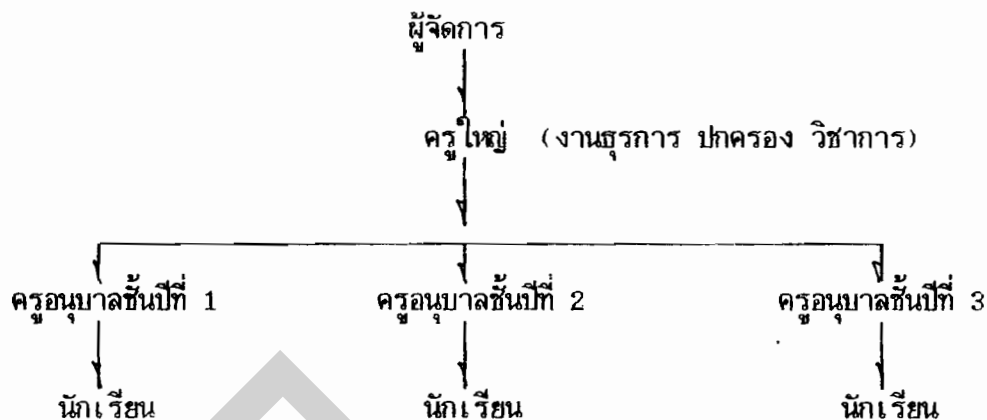 ผู้จัดการ
ครูใหญ่ (งานธุรการ ปกครอง วิชาการ)
ครูอนุบาลชั้นปีที่ 1 ครูอนุบาลชั้นปีที่ 2 ครูอนุบาลชั้นปีที่ 3
นักเรียน นักเรียน นักเรียน